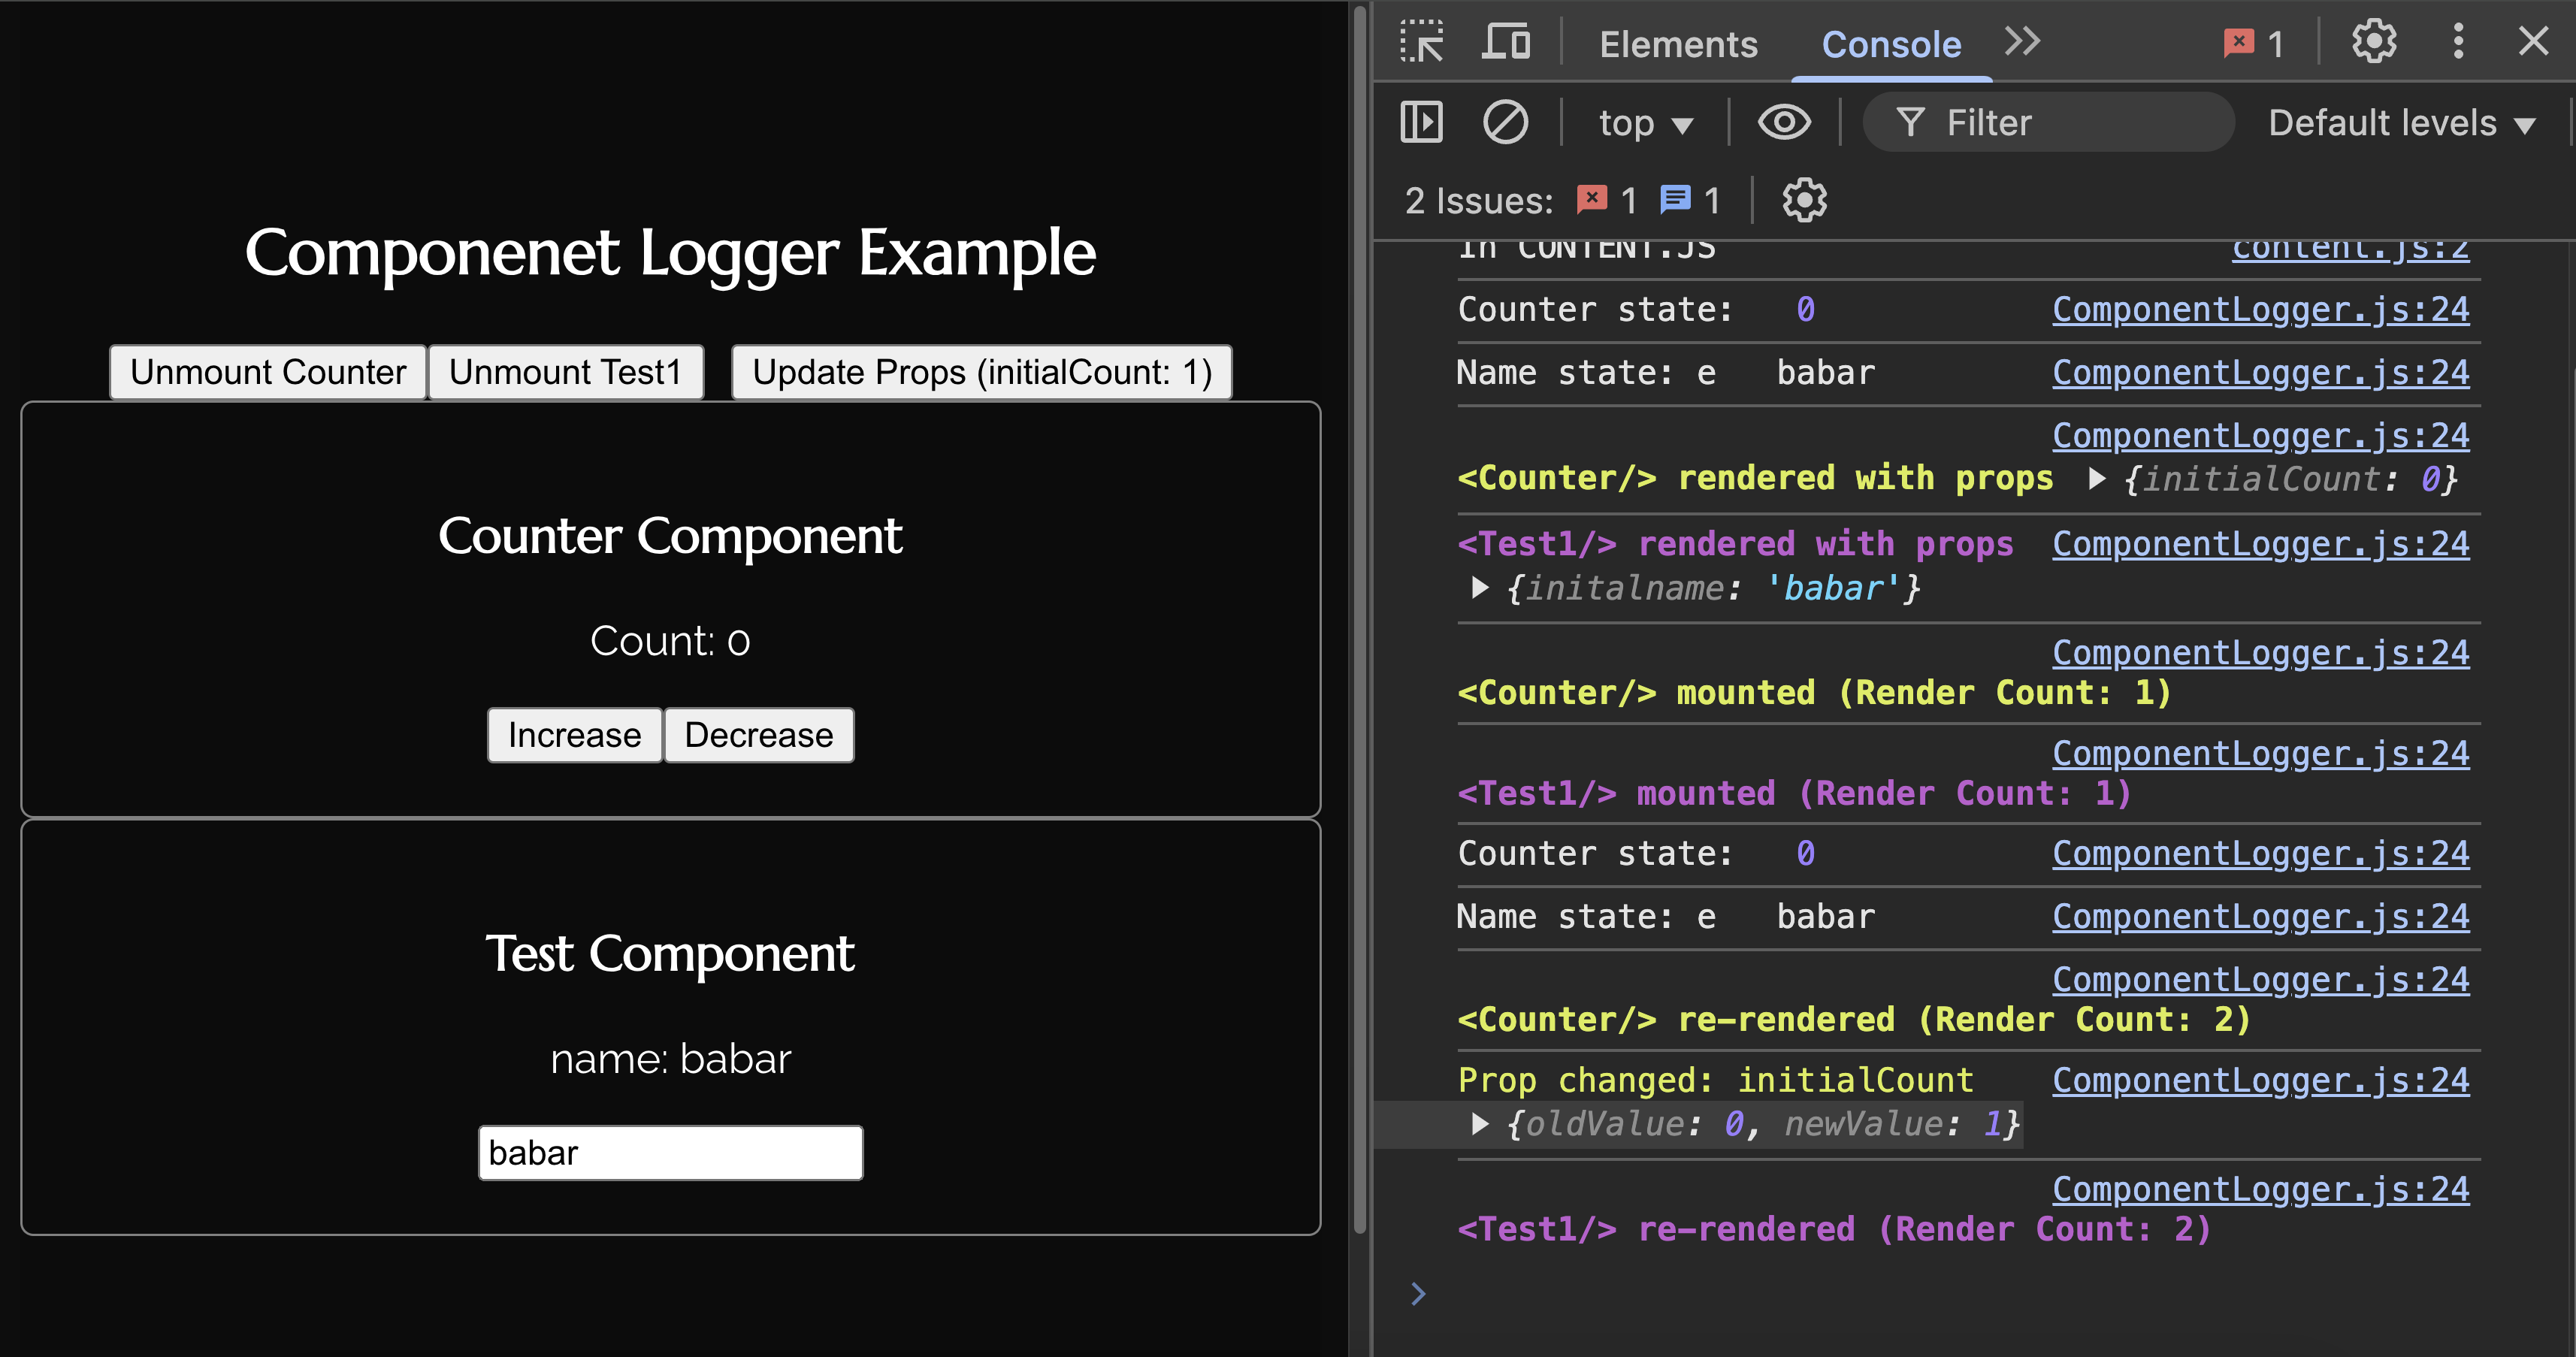 Componenet Logger Example
Unmount Counter Unmount Test1 Update Props (initialCount: 1)
Counter Component
Count: 0
Increase Decrease
Test Component
name: babar
babar
Elements Console 1
top Filter Default levels
2 Issues: 1 1
In CONTENT.JS content.js:2
Counter state: 0 ComponentLogger.js:24
Name state: e babar ComponentLogger.js:24
ComponentLogger.js:24
<Counter/> rendered with props {initialCount: 0}
<Test1/> rendered with props ComponentLogger.js:24
{initalname: 'babar'}
ComponentLogger.js:24
<Counter/> mounted (Render Count: 1)
ComponentLogger.js:24
<Test1/> mounted (Render Count: 1)
Counter state: 0 ComponentLogger.js:24
Name state: e babar ComponentLogger.js:24
ComponentLogger.js:24
<Counter/> re-rendered (Render Count: 2)
Prop changed: initialCount ComponentLogger.js:24
{oldValue: 0, newValue: 1}
ComponentLogger.js:24
<Test1/> re-rendered (Render Count: 2)